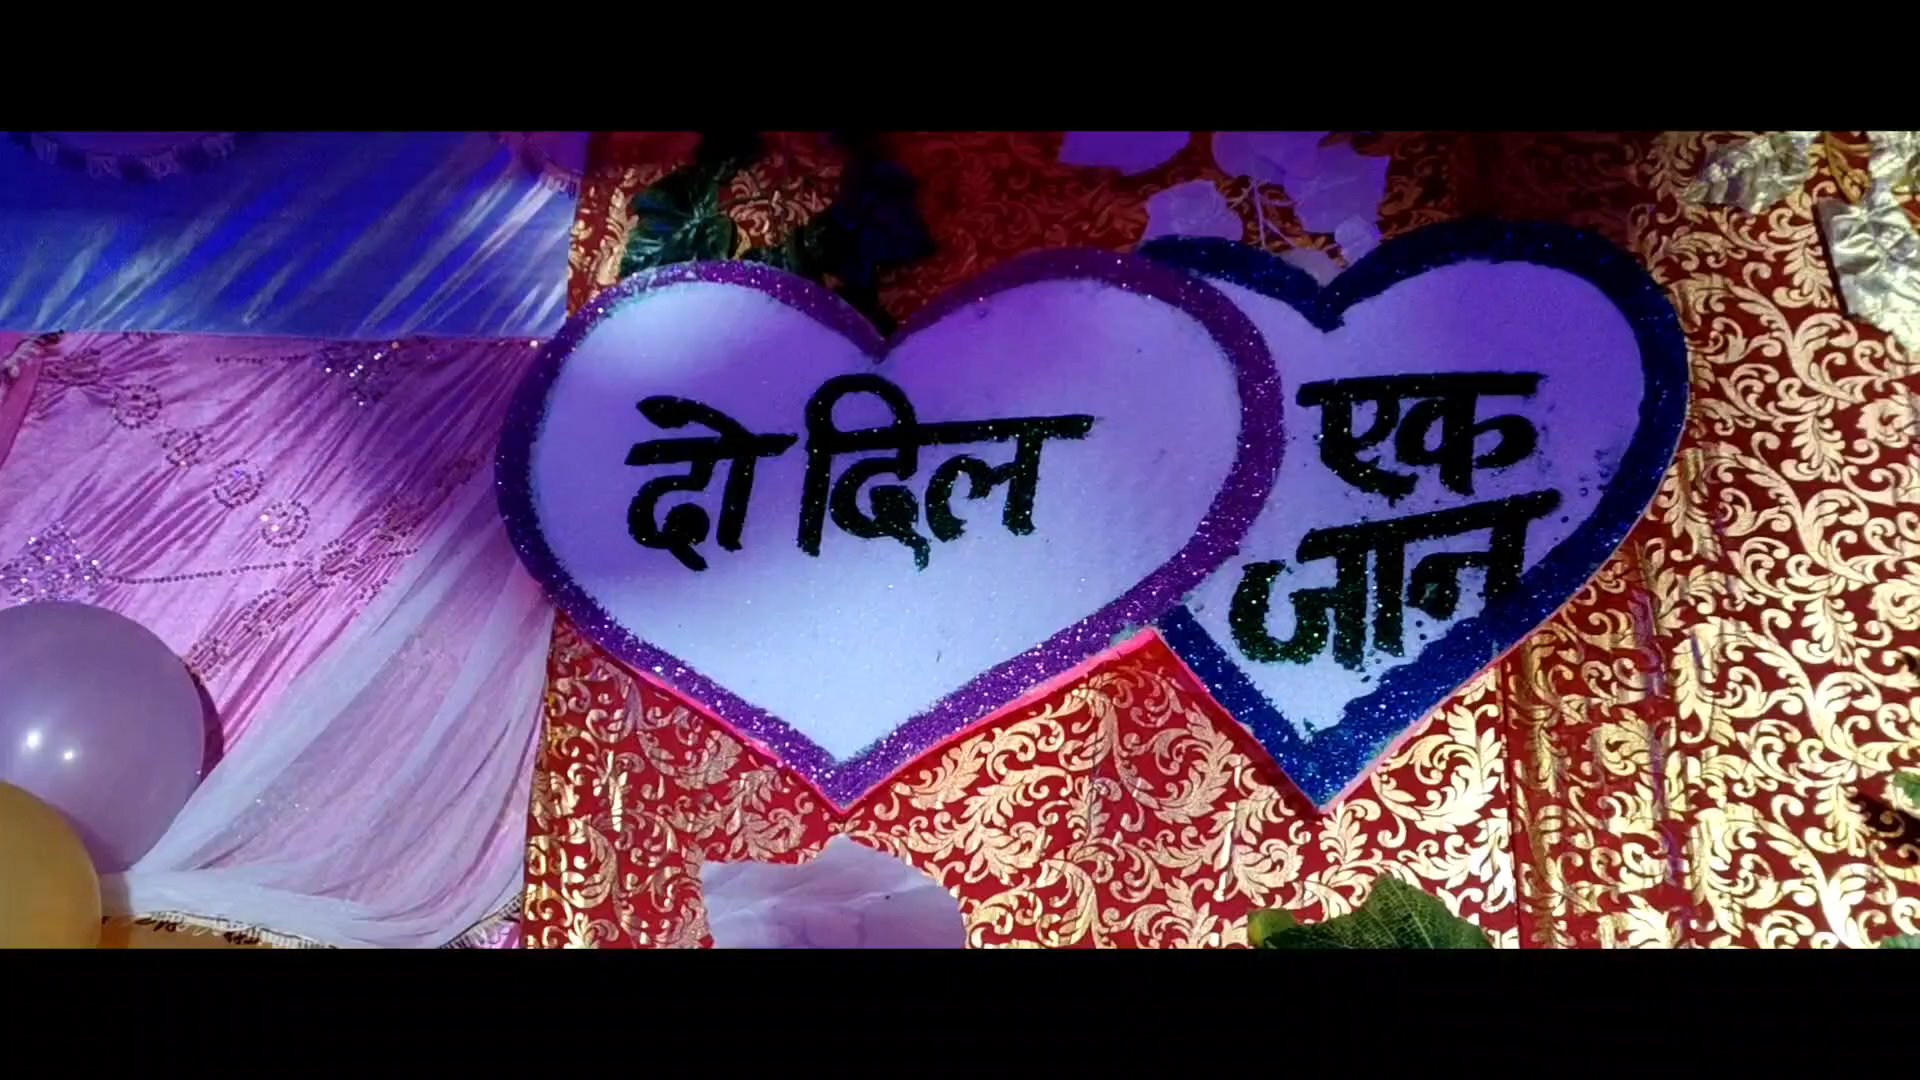 दो दिल
एक
जान